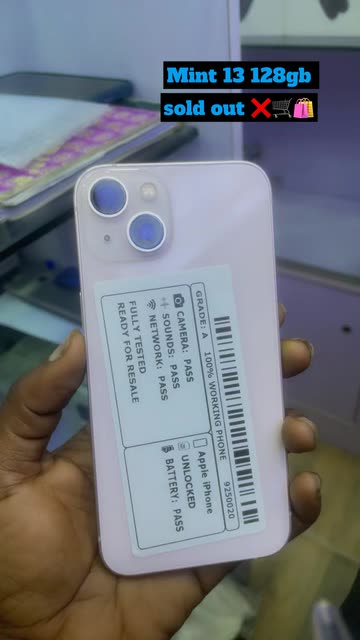 Mint 13 128gb
sold out ❌🛒🛍️
GRADE: A 100% WORKING PHONE
9250020
CAMERA: PASS
SOUNDS: PASS
NETWORK: PASS
FULLY TESTED
READY FOR RESALE
Apple iPhone
UNLOCKED
BATTERY: PASS